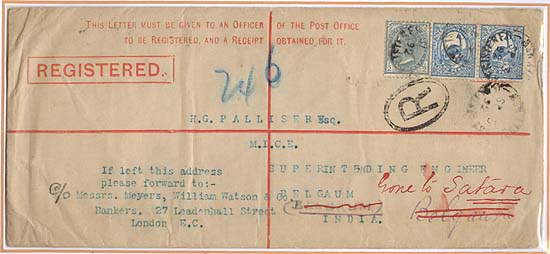 THIS LETTER MUST BE GIVEN TO AN OFFICER OF THE POST OFFICE
TO BE REGISTERED, AND A RECEIPT OBTAINED FOR IT.
REGISTERED.
246
R
H.G. PALLISER Esq.
M.I.C.E.
SUPERINTENDING ENGINEER
BELGAUM
INDIA.
Gone to Satara
Belgaum
If left this address
please forward to:-
c/o Messrs. Meyers, William Watson & Co
Bankers. 27 Leadenhall Street
London E.C.